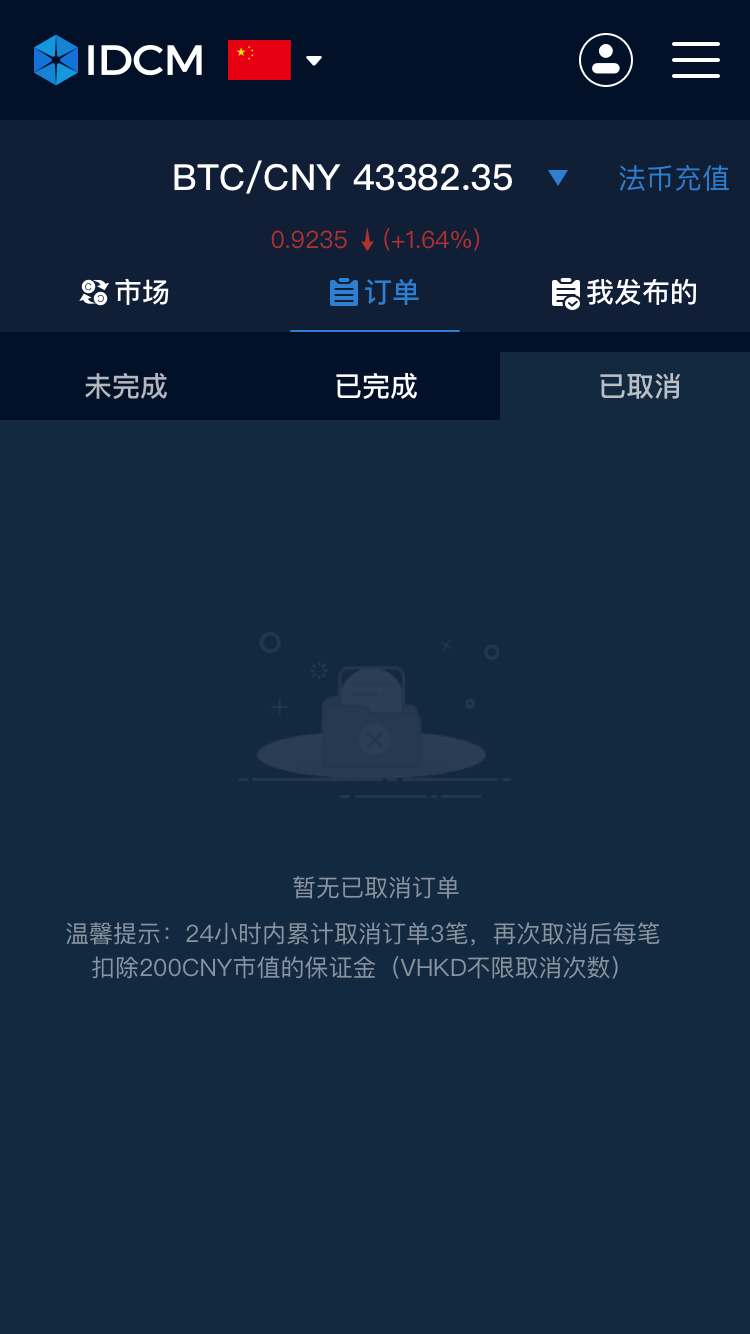 IDCM
BTC/CNY 43382.35
法币充值
0.9235 (+1.64%)
市场
订单
我发布的
未完成
已完成
已取消
暂无已取消订单
温馨提示：24小时内累计取消订单3笔，再次取消后每笔
扣除200CNY市值的保证金（VHKD不限取消次数）